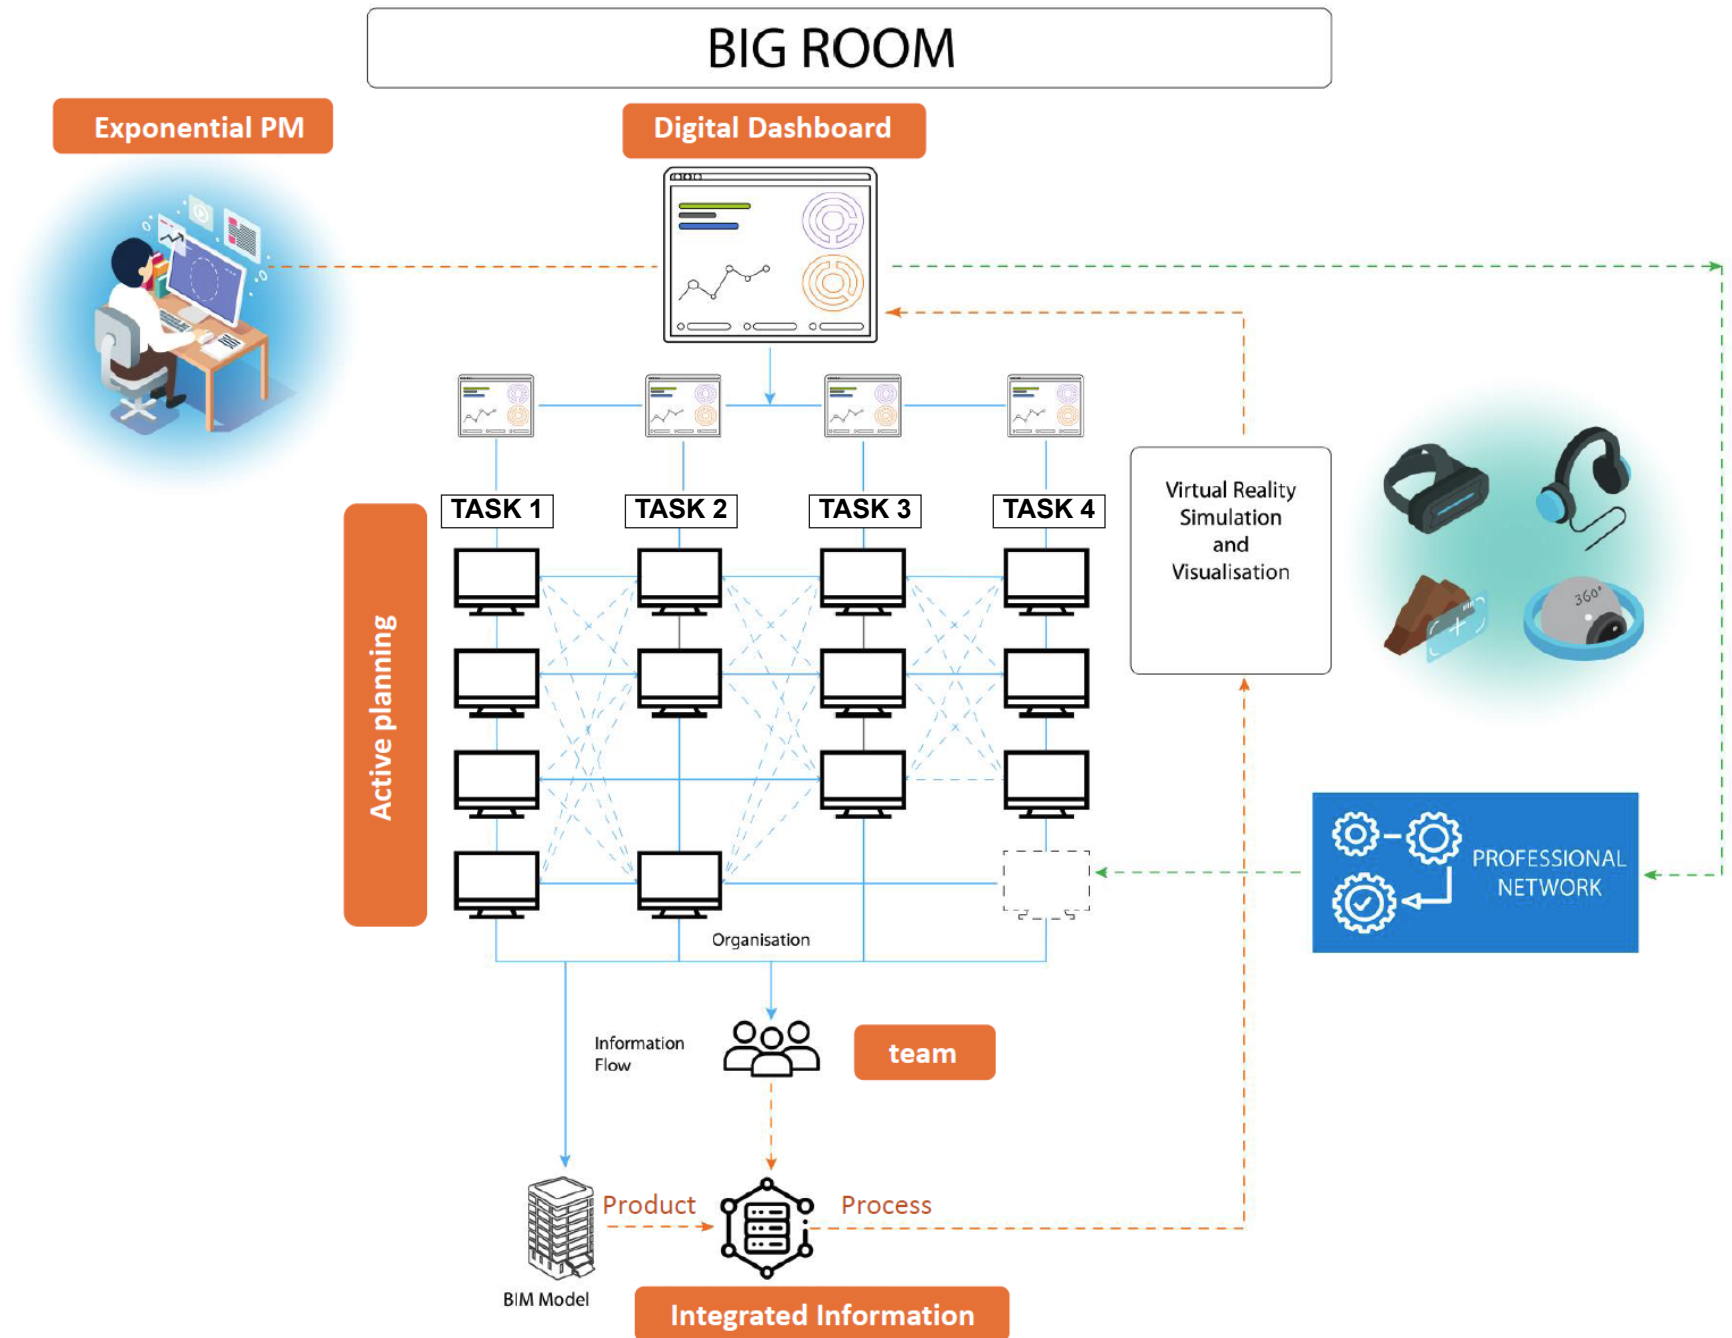 BIG ROOM
Exponential PM
Digital Dashboard
TASK 1
TASK 2
TASK 3
TASK 4
Active planning
Virtual Reality
Simulation
and
Visualisation
360°
PROFESSIONAL
NETWORK
Organisation
Information
Flow
team
Product
Process
BIM Model
Integrated Information